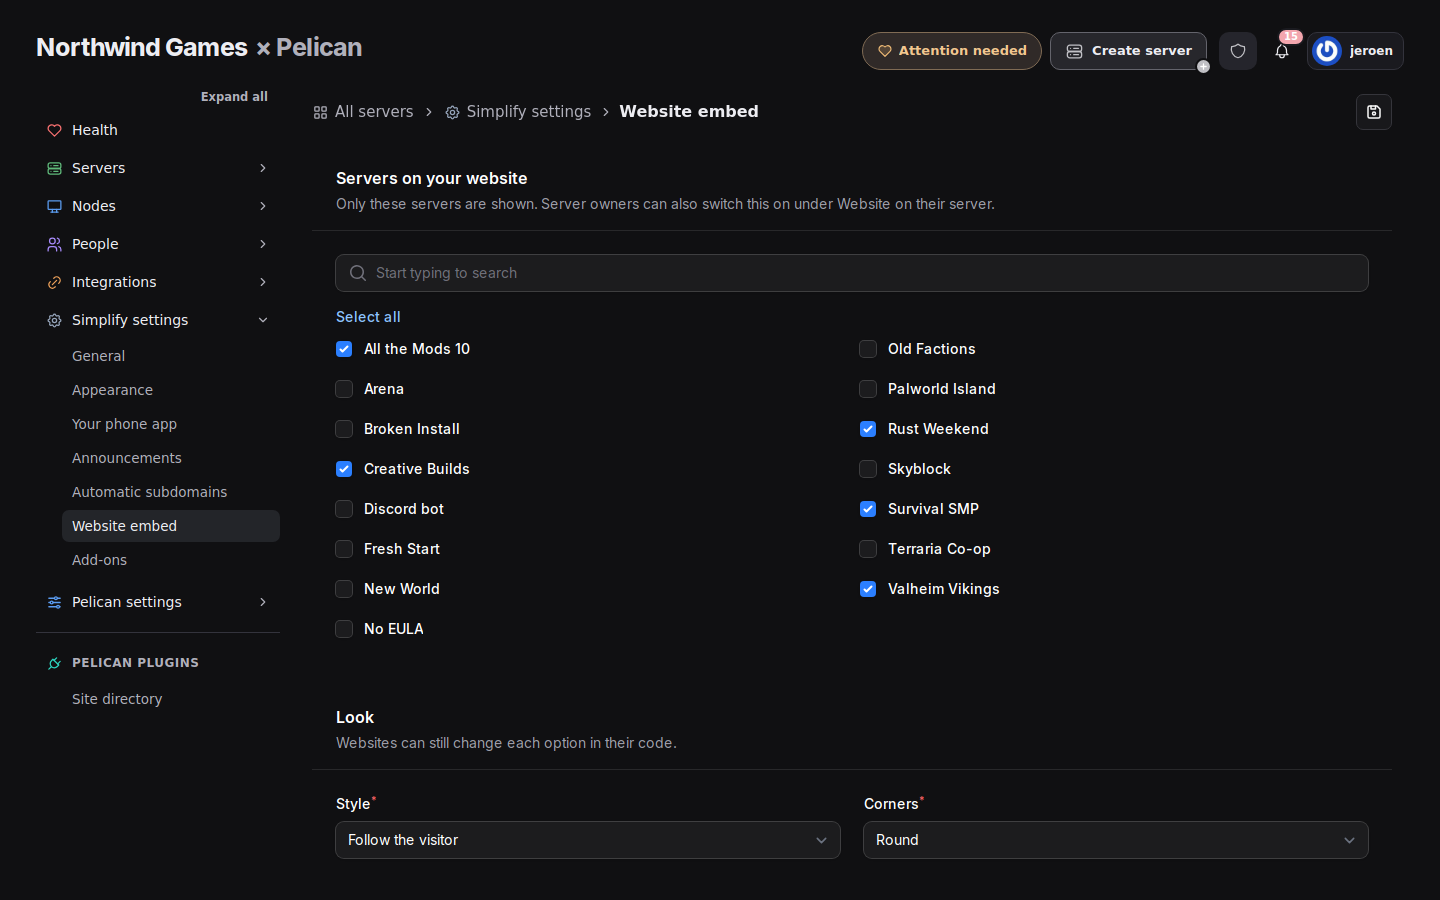 Northwind Games × Pelican
Attention needed
Create server
15
jeroen
Expand all
Health
Servers
Nodes
People
Integrations
Simplify settings
General
Appearance
Your phone app
Announcements
Automatic subdomains
Website embed
Add-ons
Pelican settings
PELICAN PLUGINS
Site directory
All servers > Simplify settings > Website embed
Servers on your website
Only these servers are shown. Server owners can also switch this on under Website on their server.
Start typing to search
Select all
All the Mods 10
Arena
Broken Install
Creative Builds
Discord bot
Fresh Start
New World
No EULA
Old Factions
Palworld Island
Rust Weekend
Skyblock
Survival SMP
Terraria Co-op
Valheim Vikings
Look
Websites can still change each option in their code.
Style*
Follow the visitor
Corners*
Round